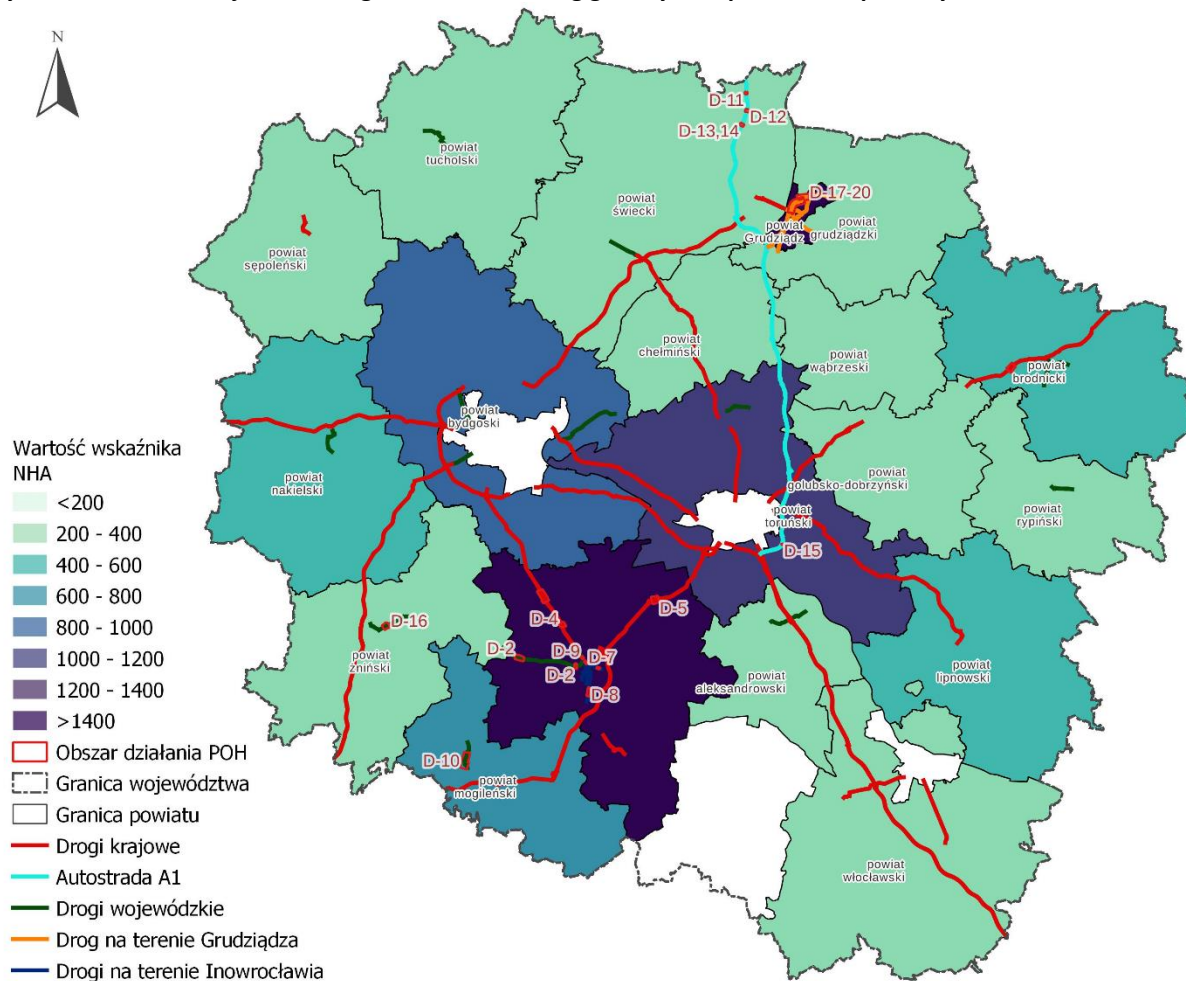 N
D-11
D-12
D-13,14
powiat
tucholski
D-17-20
powiat
świecki
powiat
Grudziądz
powiat
grudziądzki
powiat
sępoleński
powiat
chełmiński
powiat
wąbrzeski
powiat
brodnicki
powiat
bydgoski
powiat
nakielski
powiat
golubsko-dobrzyński
powiat
toruński
powiat
rypiński
D-15
D-4
D-5
D-16
powiat
żniński
D-2
D-9
D-7
D-2
D-8
powiat
aleksandrowski
powiat
lipnowski
D-10
powiat
mogileński
powiat
włocławski
Wartość wskaźnika
NHA
<200
200 - 400
400 - 600
600 - 800
800 - 1000
1000 - 1200
1200 - 1400
>1400
Obszar działania POH
Granica województwa
Granica powiatu
Drogi krajowe
Autostrada A1
Drogi wojewódzkie
Drog na terenie Grudziądza
Drogi na terenie Inowrocławia